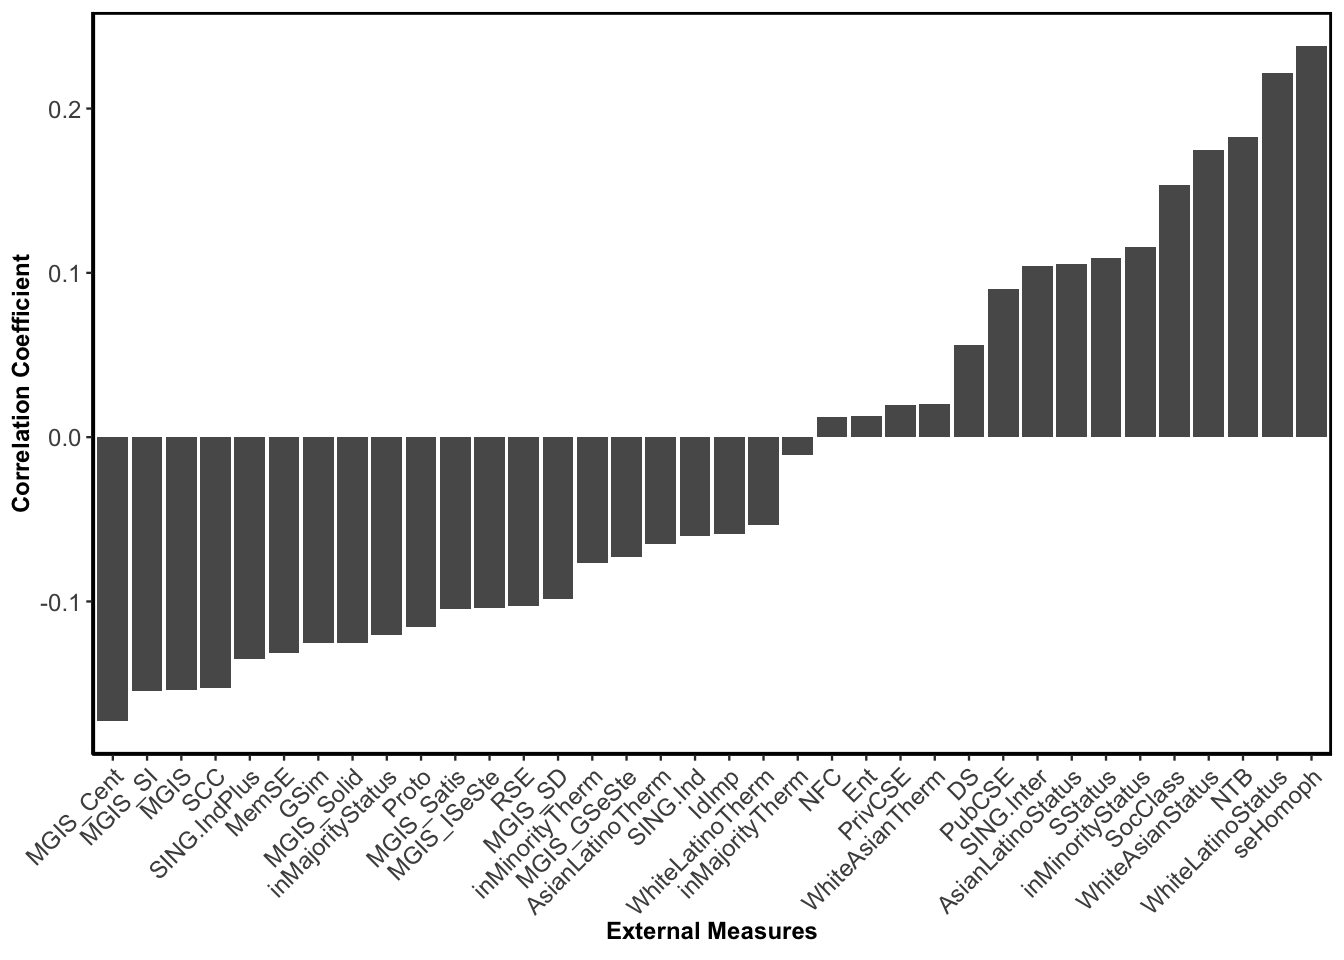 0.2
0.1
0.0
-0.1
Correlation Coefficient
MGIS_Cent
MGIS_SI
MGIS
SCC
SING.IndPlus
MemSE
GSim
MGIS_Solid
inMajorityStatus
Proto
MGIS_Satis
MGIS_ISeSte
RSE
MGIS_SD
inMinorityTherm
MGIS_GSeSte
AsianLatinoTherm
SING.Ind
IdImp
WhiteLatinoTherm
inMajorityTherm
NFC
Ent
PrivCSE
WhiteAsianTherm
DS
PubCSE
SING.Inter
AsianLatinoStatus
SStatus
inMinorityStatus
SocClass
WhiteAsianStatus
NTB
WhiteLatinoStatus
seHomoph
External Measures